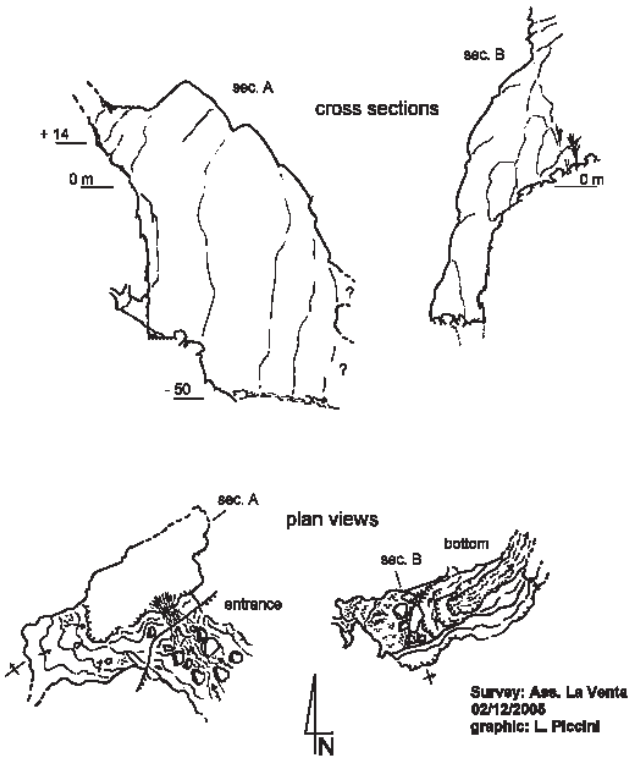 sec. A
sec. B
cross sections
+ 14
0 m
0 m
?
?
- 50
sec. A
plan views
bottom
sec. B
entrance
N
Survey: Ass. La Venta
02/12/2005
graphic: L. Piccini